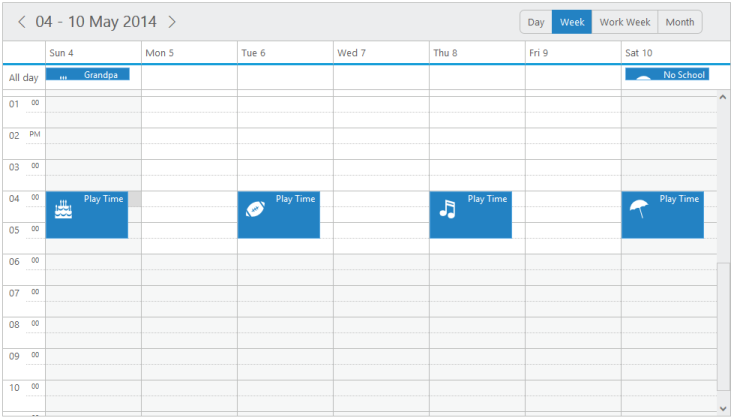 04 - 10 May 2014
Day Week Work Week Month
Sun 4 Mon 5 Tue 6 Wed 7 Thu 8 Fri 9 Sat 10
All day Grandpa No School
01 00
02 PM
03 00
04 00 Play Time Play Time Play Time Play Time
05 00
06 00
07 00
08 00
09 00
10 00